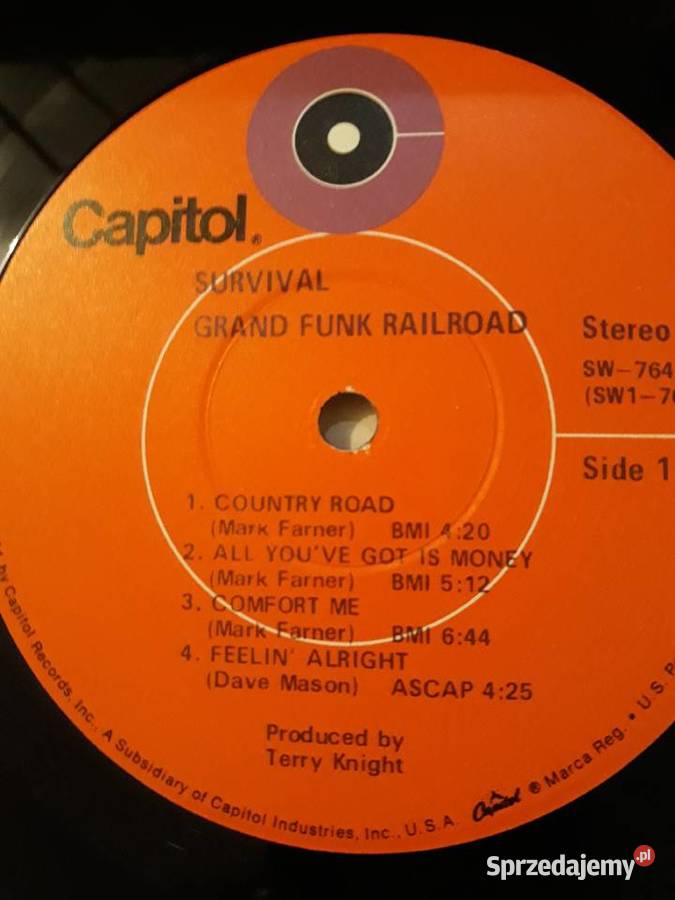 Capitol®
SURVIVAL
GRAND FUNK RAILROAD
Stereo
SW-764
(SW1-
Side 1
1. COUNTRY ROAD
(Mark Farner) BMI 4:20
2. ALL YOU'VE GOT IS MONEY
(Mark Farner) BMI 5:12
3. COMFORT ME
(Mark Farner) BMI 6:44
4. FEELIN' ALRIGHT
(Dave Mason) ASCAP 4:25
Produced by
Terry Knight
by Capitol Records, Inc., A Subsidiary of Capitol Industries, Inc., U.S.A. Capitol ® Marca Reg. • U.S.
Sprzedajemy.pl